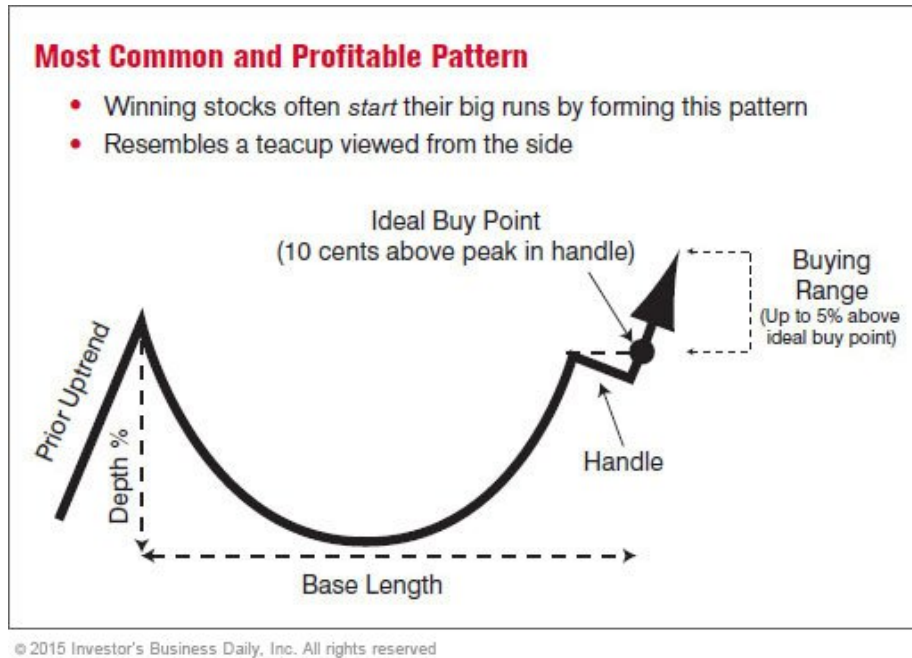 Most Common and Profitable Pattern
• Winning stocks often start their big runs by forming this pattern
• Resembles a teacup viewed from the side
Ideal Buy Point
(10 cents above peak in handle)
Buying
Range
(Up to 5% above
ideal buy point)
Prior Uptrend
Depth %
Handle
Base Length
© 2015 Investor's Business Daily, Inc. All rights reserved